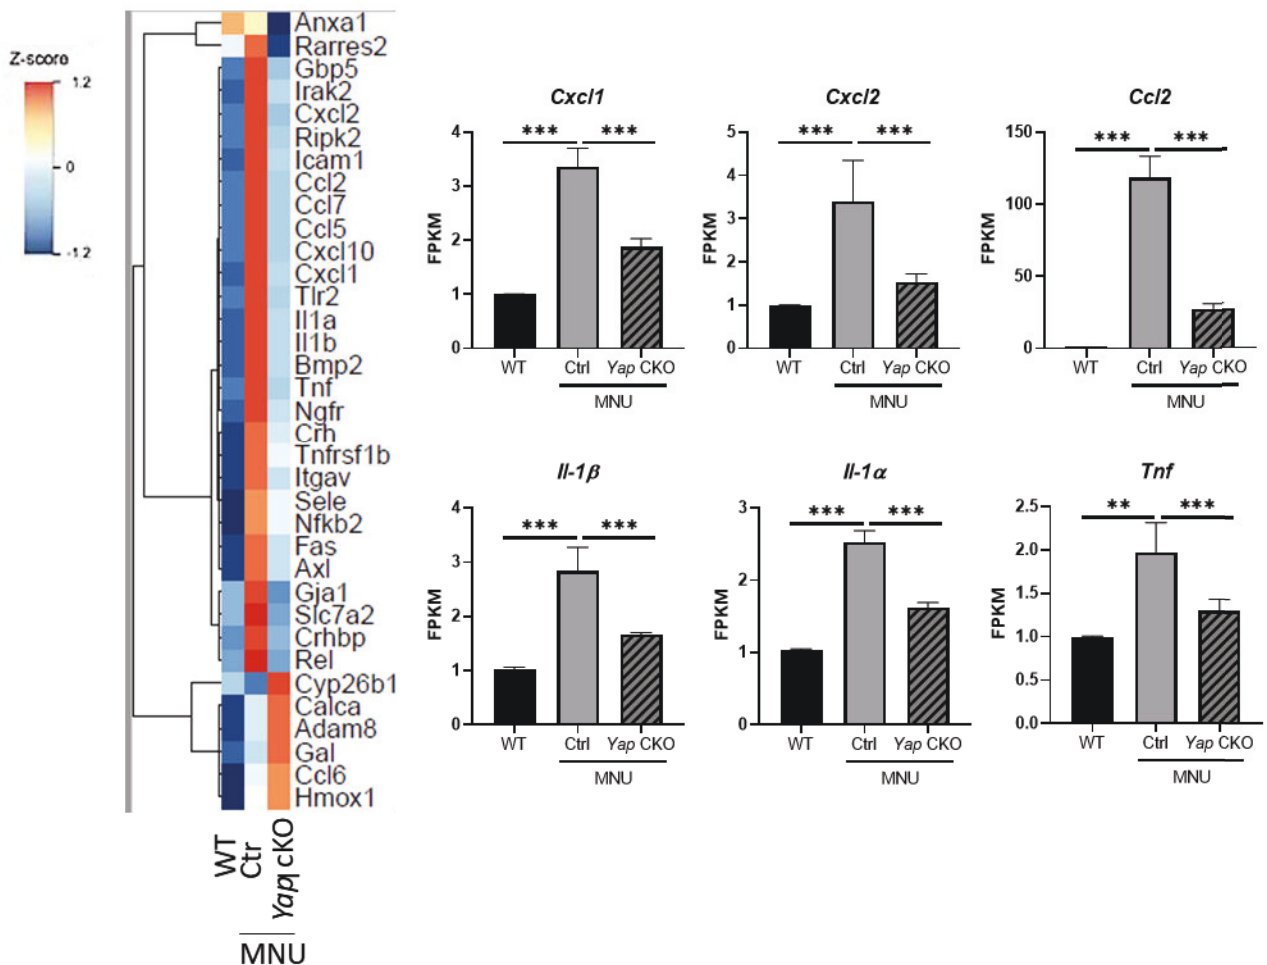 Z-score
1.2
0
-1.2
Anxa1
Rarres2
Gbp5
Irak2
Cxcl2
Ripk2
Icam1
Ccl2
Ccl7
Ccl5
Cxcl10
Cxcl1
Tlr2
Il1a
Il1b
Bmp2
Tnf
Ngfr
Crh
Tnfrsf1b
Itgav
Sele
Nfkb2
Fas
Axl
Gja1
Slc7a2
Crhbp
Rel
Cyp26b1
Calca
Adam8
Gal
Ccl6
Hmox1
WT
Ctr
Yap cKO
MNU
Cxcl1
*** ***
FPKM
4
3
2
1
0
WT Ctrl Yap CKO
MNU
Cxcl2
*** ***
FPKM
5
4
3
2
1
0
WT Ctrl Yap CKO
MNU
Ccl2
*** ***
FPKM
150
100
50
0
WT Ctrl Yap CKO
MNU
Il-1β
*** ***
FPKM
4
3
2
1
0
WT Ctrl Yap CKO
MNU
Il-1α
*** ***
FPKM
3
2
1
0
WT Ctrl Yap CKO
MNU
Tnf
** ***
FPKM
2.5
2.0
1.5
1.0
0.5
0.0
WT Ctrl Yap CKO
MNU